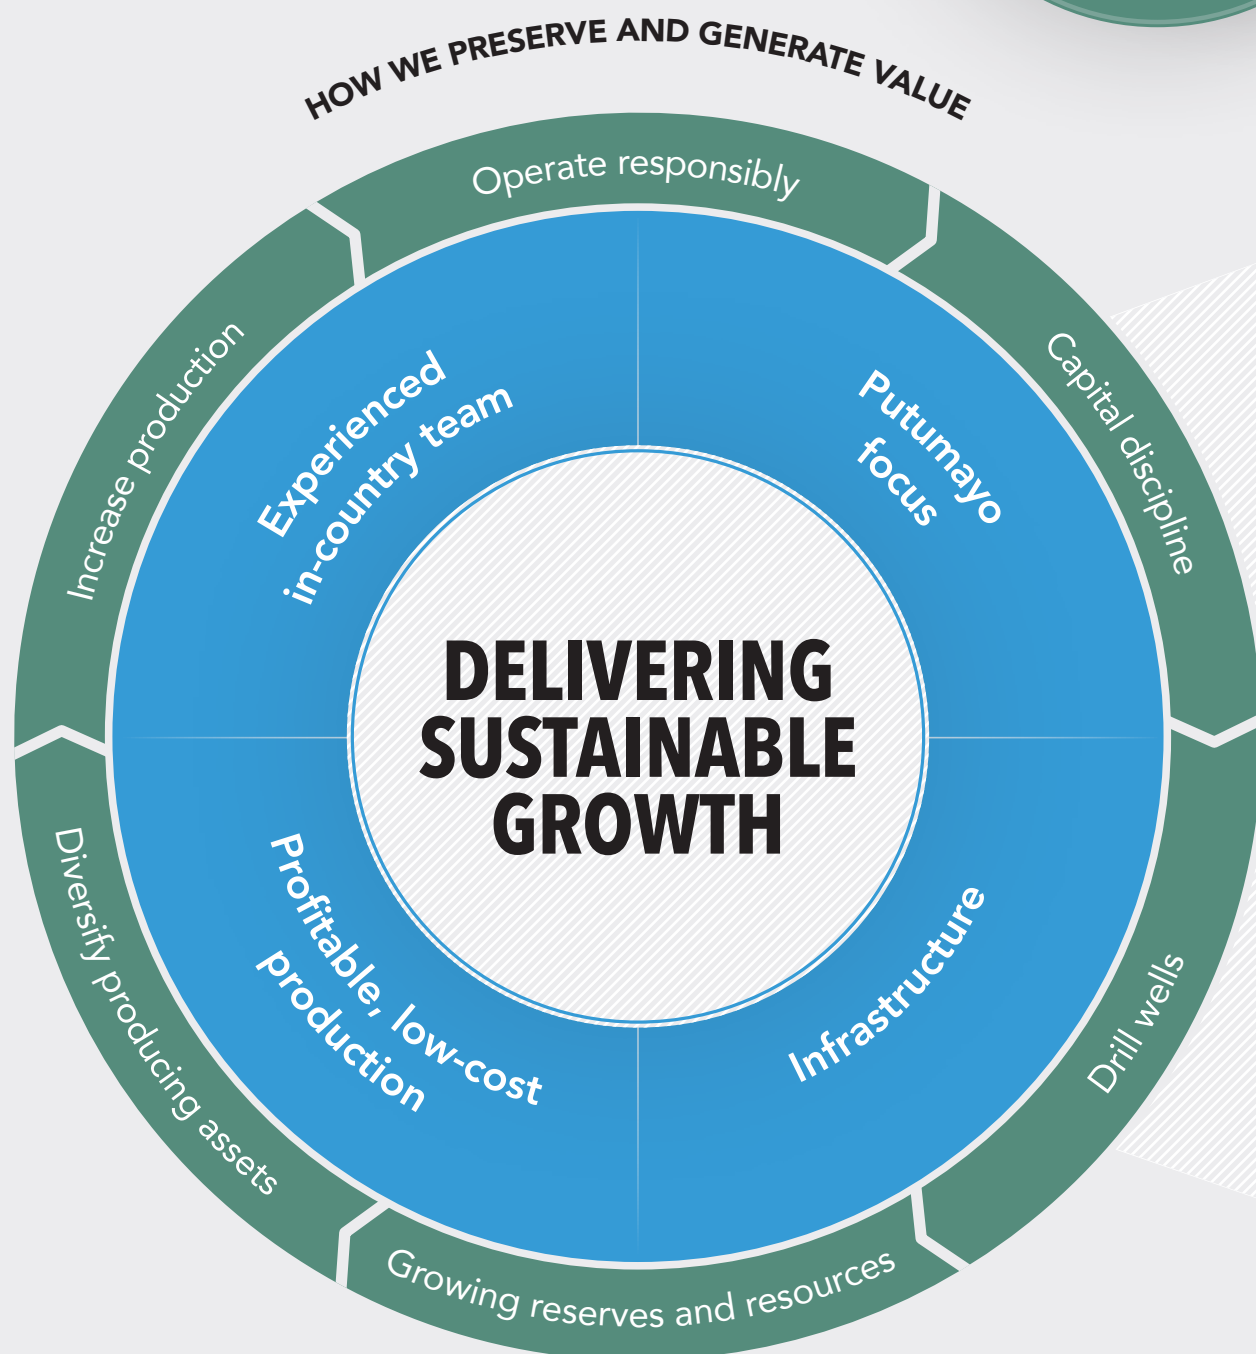 HOW WE PRESERVE AND GENERATE VALUE
Operate responsibly
Capital discipline
Drill wells
Growing reserves and resources
Diversify producing assets
Increase production
Experienced
in-country team
Putumayo
focus
Infrastructure
Profitable, low-cost
production
DELIVERING
SUSTAINABLE
GROWTH